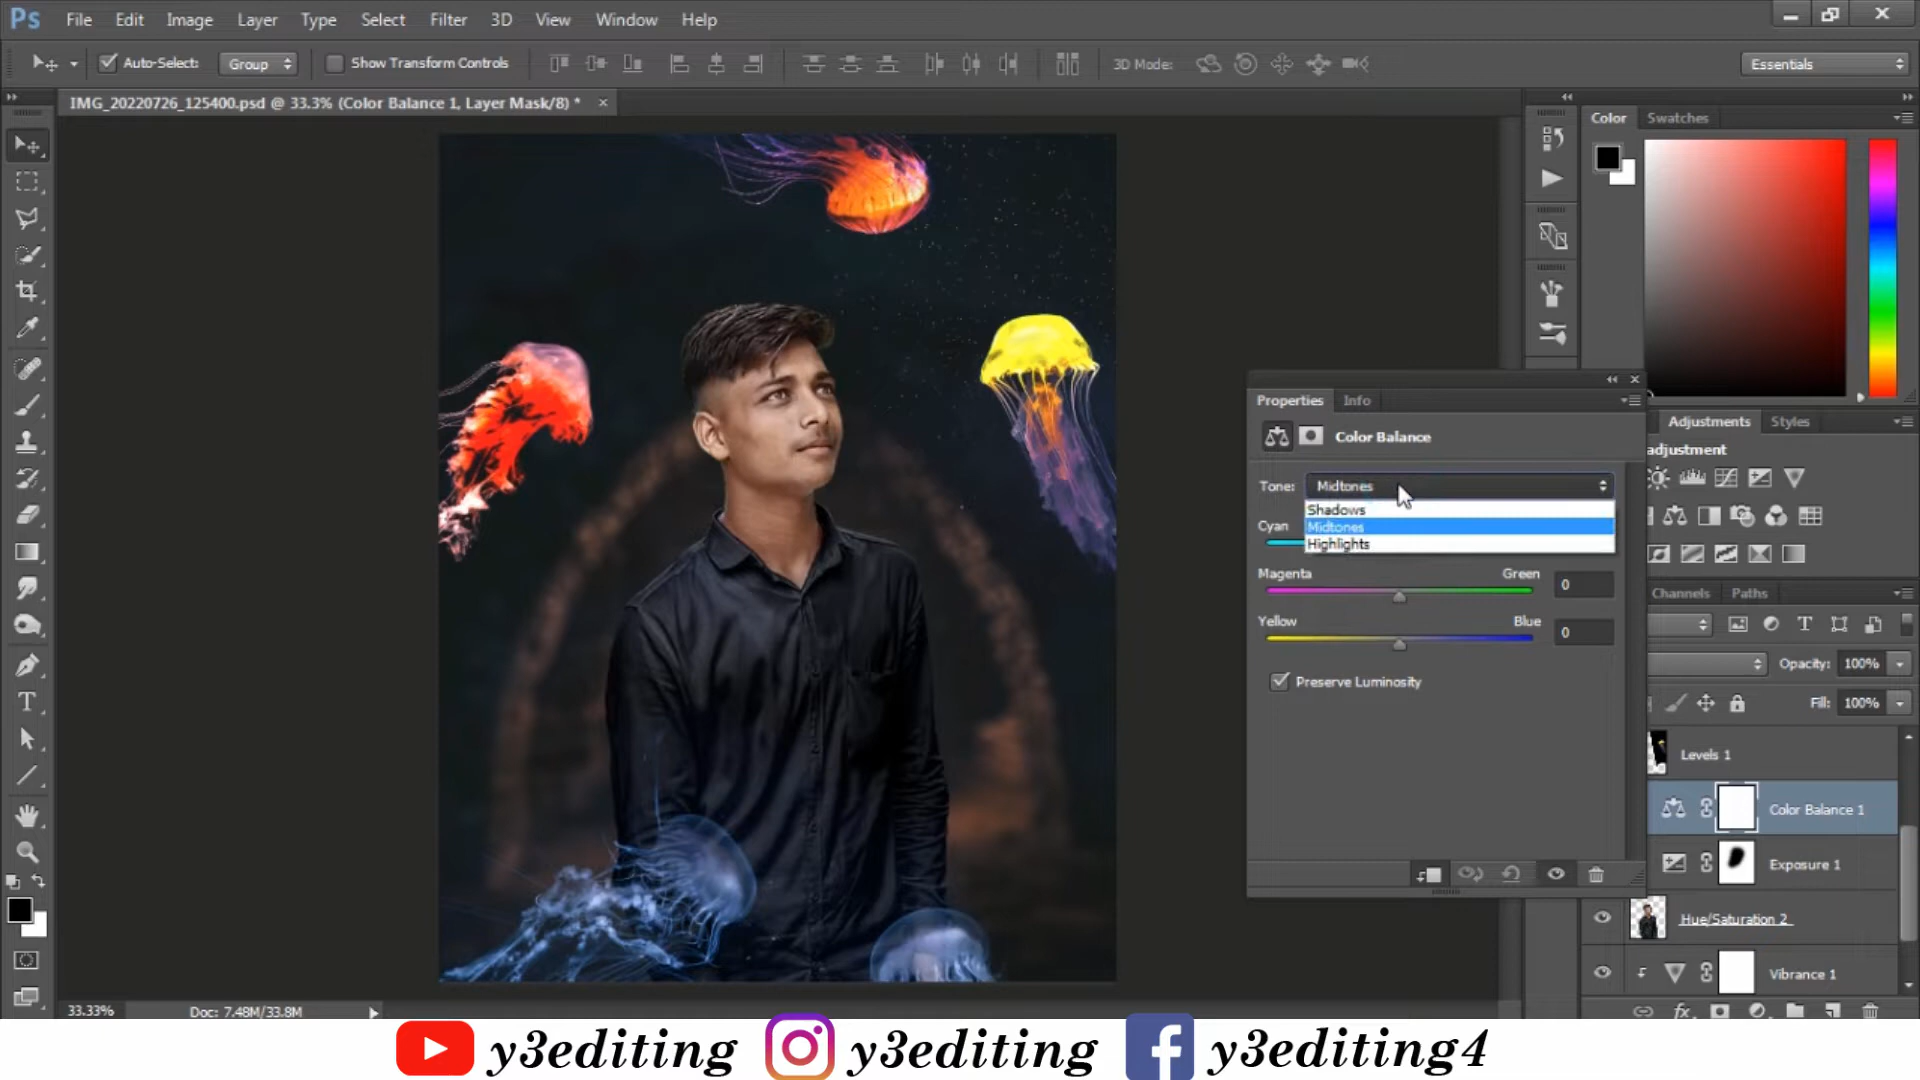 Ps File Edit Image Layer Type Select Filter 3D View Window Help
Auto-Select: Group Show Transform Controls 3D Mode: Essentials
IMG_20220726_125400.psd @ 33.3% (Color Balance 1, Layer Mask/8) * ×
Color Swatches
Properties Info
Color Balance
Tone: Midtones
Shadows
Midtones
Highlights
Cyan
Magenta Green 0
Yellow Blue 0
Preserve Luminosity
Adjustments Styles
adjustment
Channels Paths
Opacity: 100%
Fill: 100%
Levels 1
Color Balance 1
Exposure 1
Hue/Saturation 2
Vibrance 1
33.33% Doc: 7.48M/33.8M
y3editing y3editing y3editing4